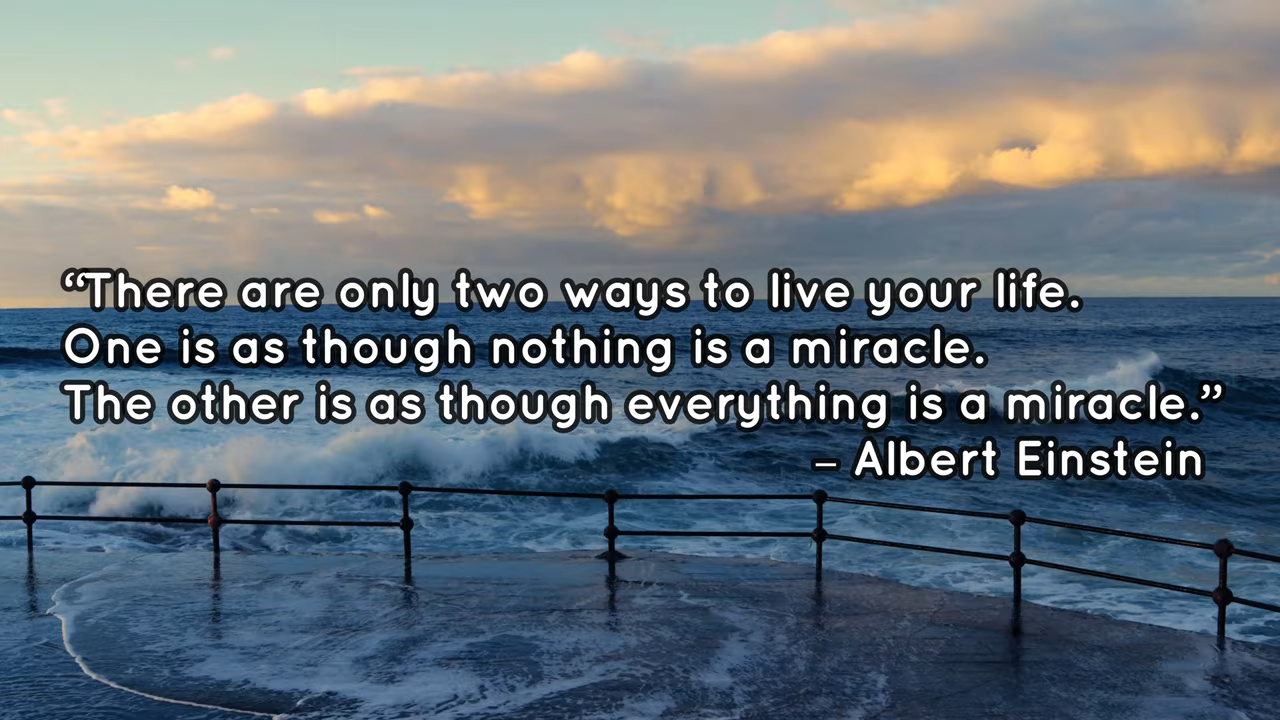 “There are only two ways to live your life.
One is as though nothing is a miracle.
The other is as though everything is a miracle.”
– Albert Einstein